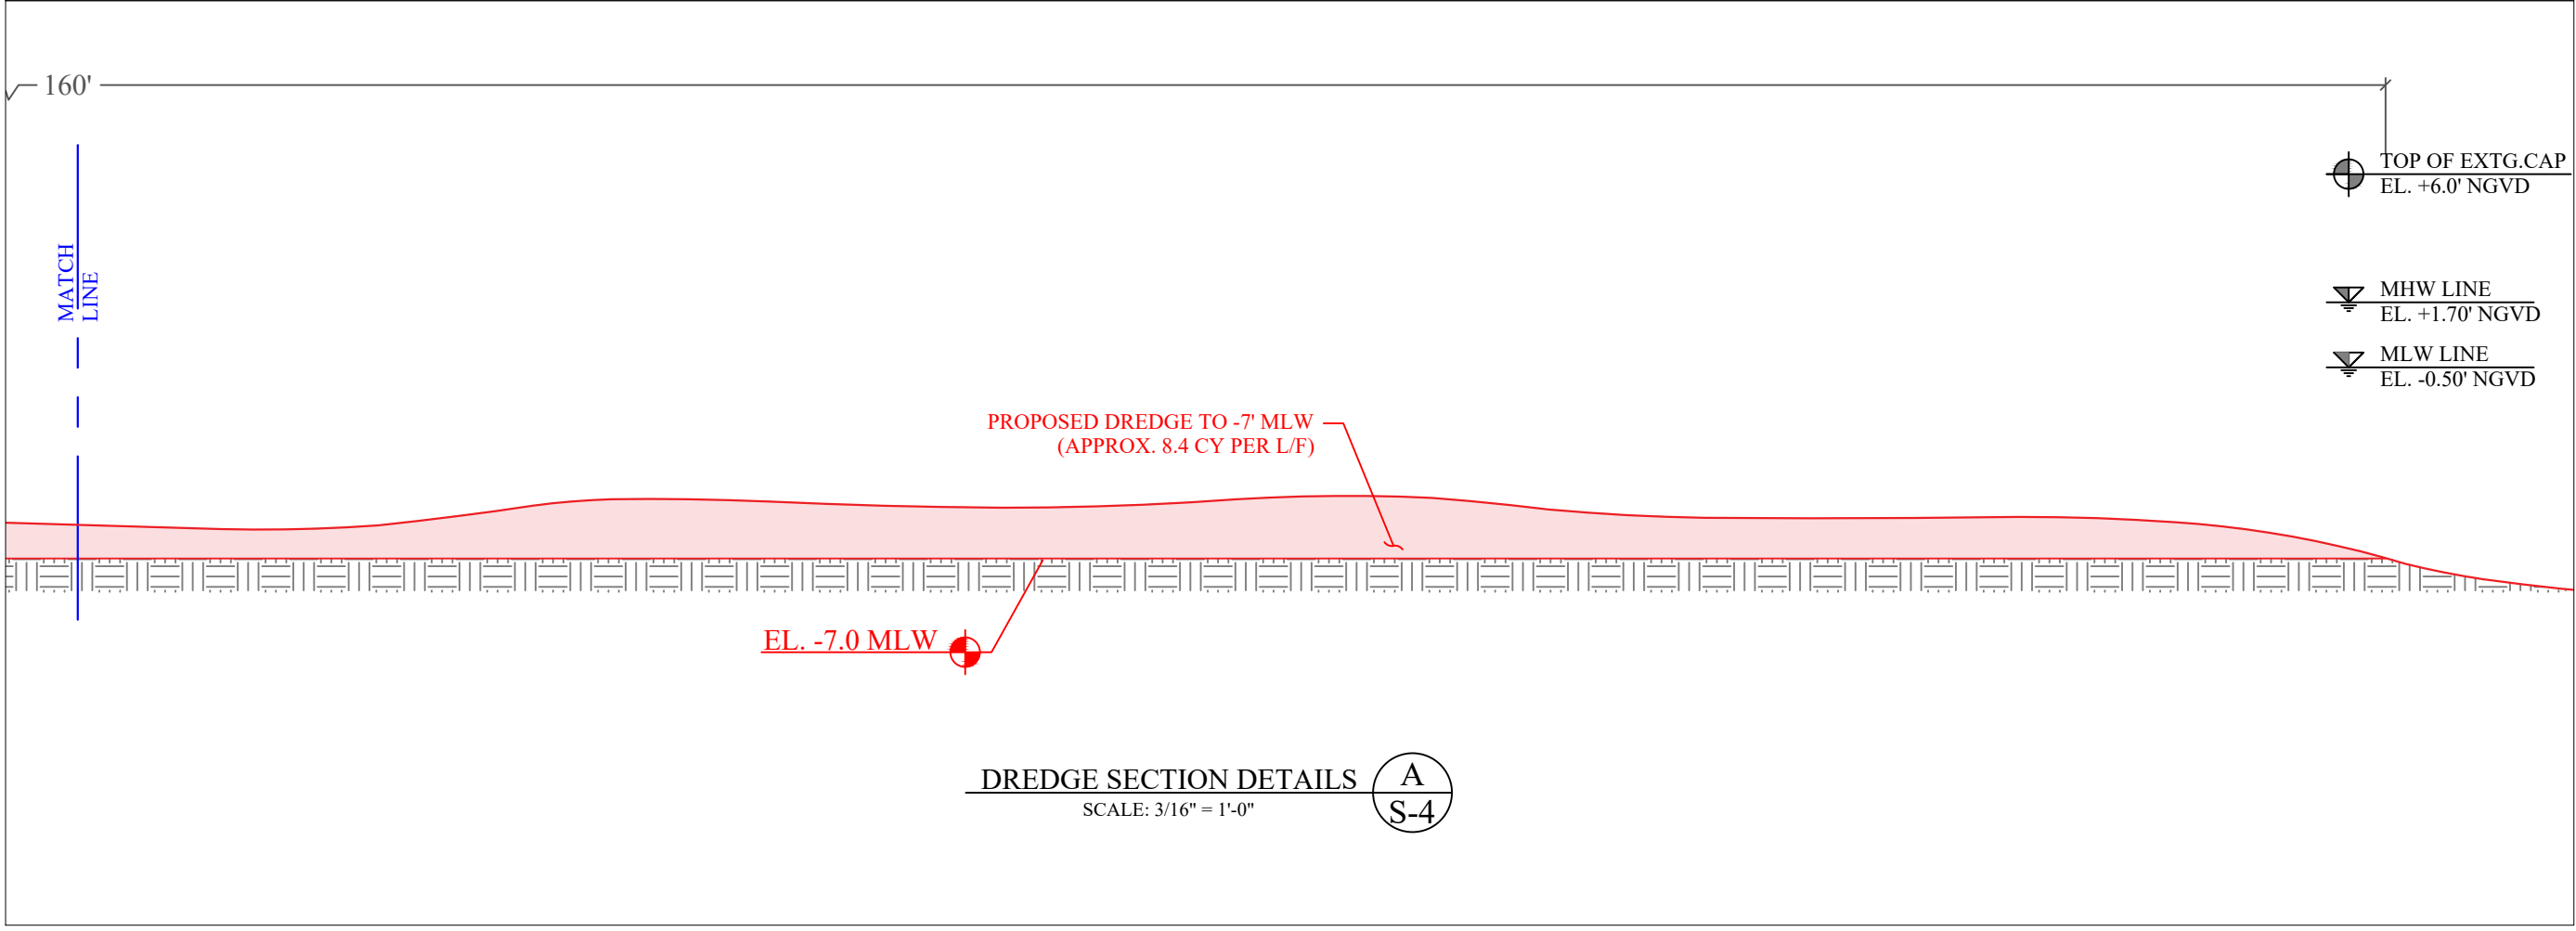 160'
TOP OF EXTG.CAP
EL. +6.0' NGVD
MATCH
LINE
MHW LINE
EL. +1.70' NGVD
MLW LINE
EL. -0.50' NGVD
PROPOSED DREDGE TO -7' MLW
(APPROX. 8.4 CY PER L/F)
EL. -7.0 MLW
DREDGE SECTION DETAILS
SCALE: 3/16" = 1'-0"
A
S-4